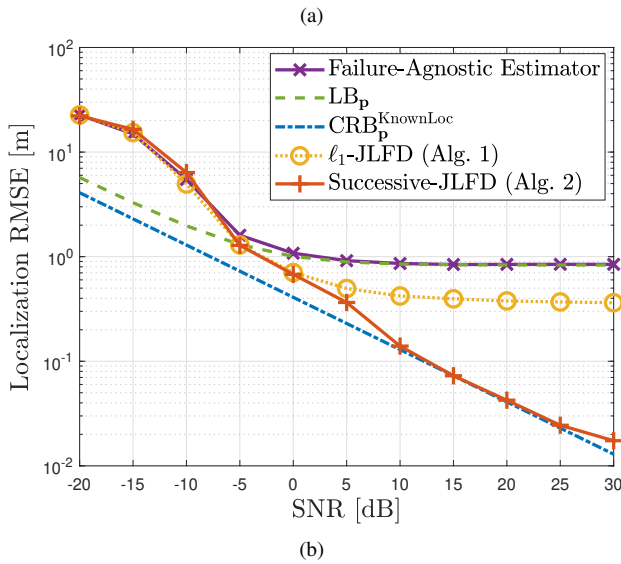 (a)
10^2
10^1
10^0
10^-1
10^-2
Localization RMSE [m]
Failure-Agnostic Estimator
LB_p
CRB_p^KnownLoc
ℓ_1-JLFD (Alg. 1)
Successive-JLFD (Alg. 2)
-20 -15 -10 -5 0 5 10 15 20 25 30
SNR [dB]
(b)